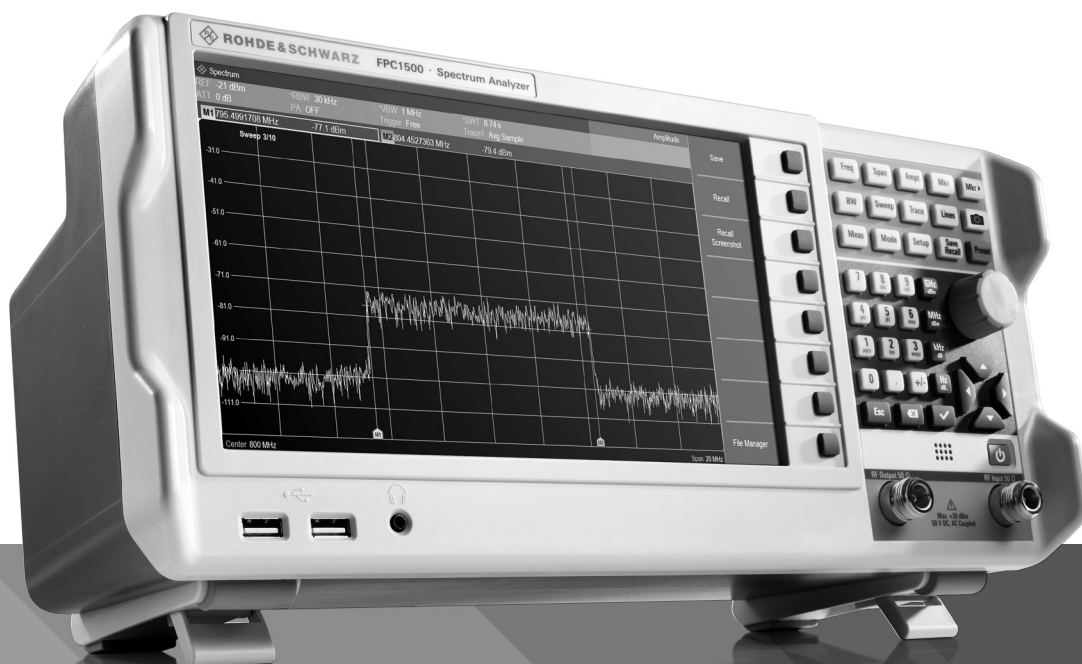 ROHDE & SCHWARZ FPC1500 · Spectrum Analyzer
Spectrum
REF -21 dBm *RBW 30 kHz *VBW 1 MHz *SWT 8.74 s Amplitude
ATT 0 dB PA OFF Trigger Free Trace1 Avg Sample
M1 795.4991708 MHz -77.1 dBm M2 804.4527363 MHz -79.4 dBm
Sweep 3/10
-31.0
-41.0
-51.0
-61.0
-71.0
-81.0
-91.0
-111.0
M1
Center 800 MHz Span 20 MHz
Save
Recall
Recall
Screenshot
File Manager
Freq Span Ampt Mkr Mkr
BW Sweep Trace Lines
Meas Mode Setup Save Recall Preset
7 8 9 GHz -dBm
4 5 6 MHz dBm
1 2 3 kHz dB
0 . +/- Hz
Esc
RF Output 50 Ω RF Input 50 Ω
Max. +30 dBm
50 V DC, AC Coupled